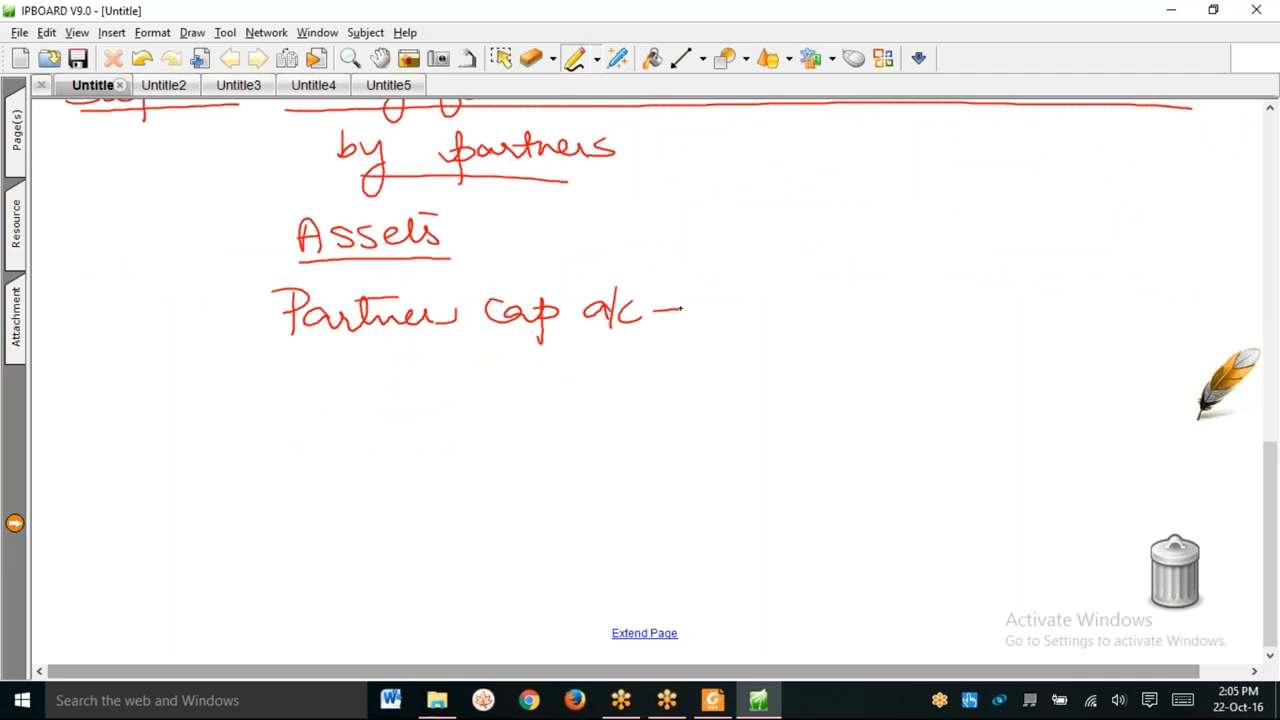 IPBOARD V9.0 - [Untitle]
File Edit View Insert Format Draw Tool Network Window Subject Help
Untitle Untitle2 Untitle3 Untitle4 Untitle5
Page(s)
Resource
Attachment
by partners
Assets
Partner cap a/c -
Extend Page
Activate Windows
Go to Settings to activate Windows.
Search the web and Windows
2:05 PM
22-Oct-16